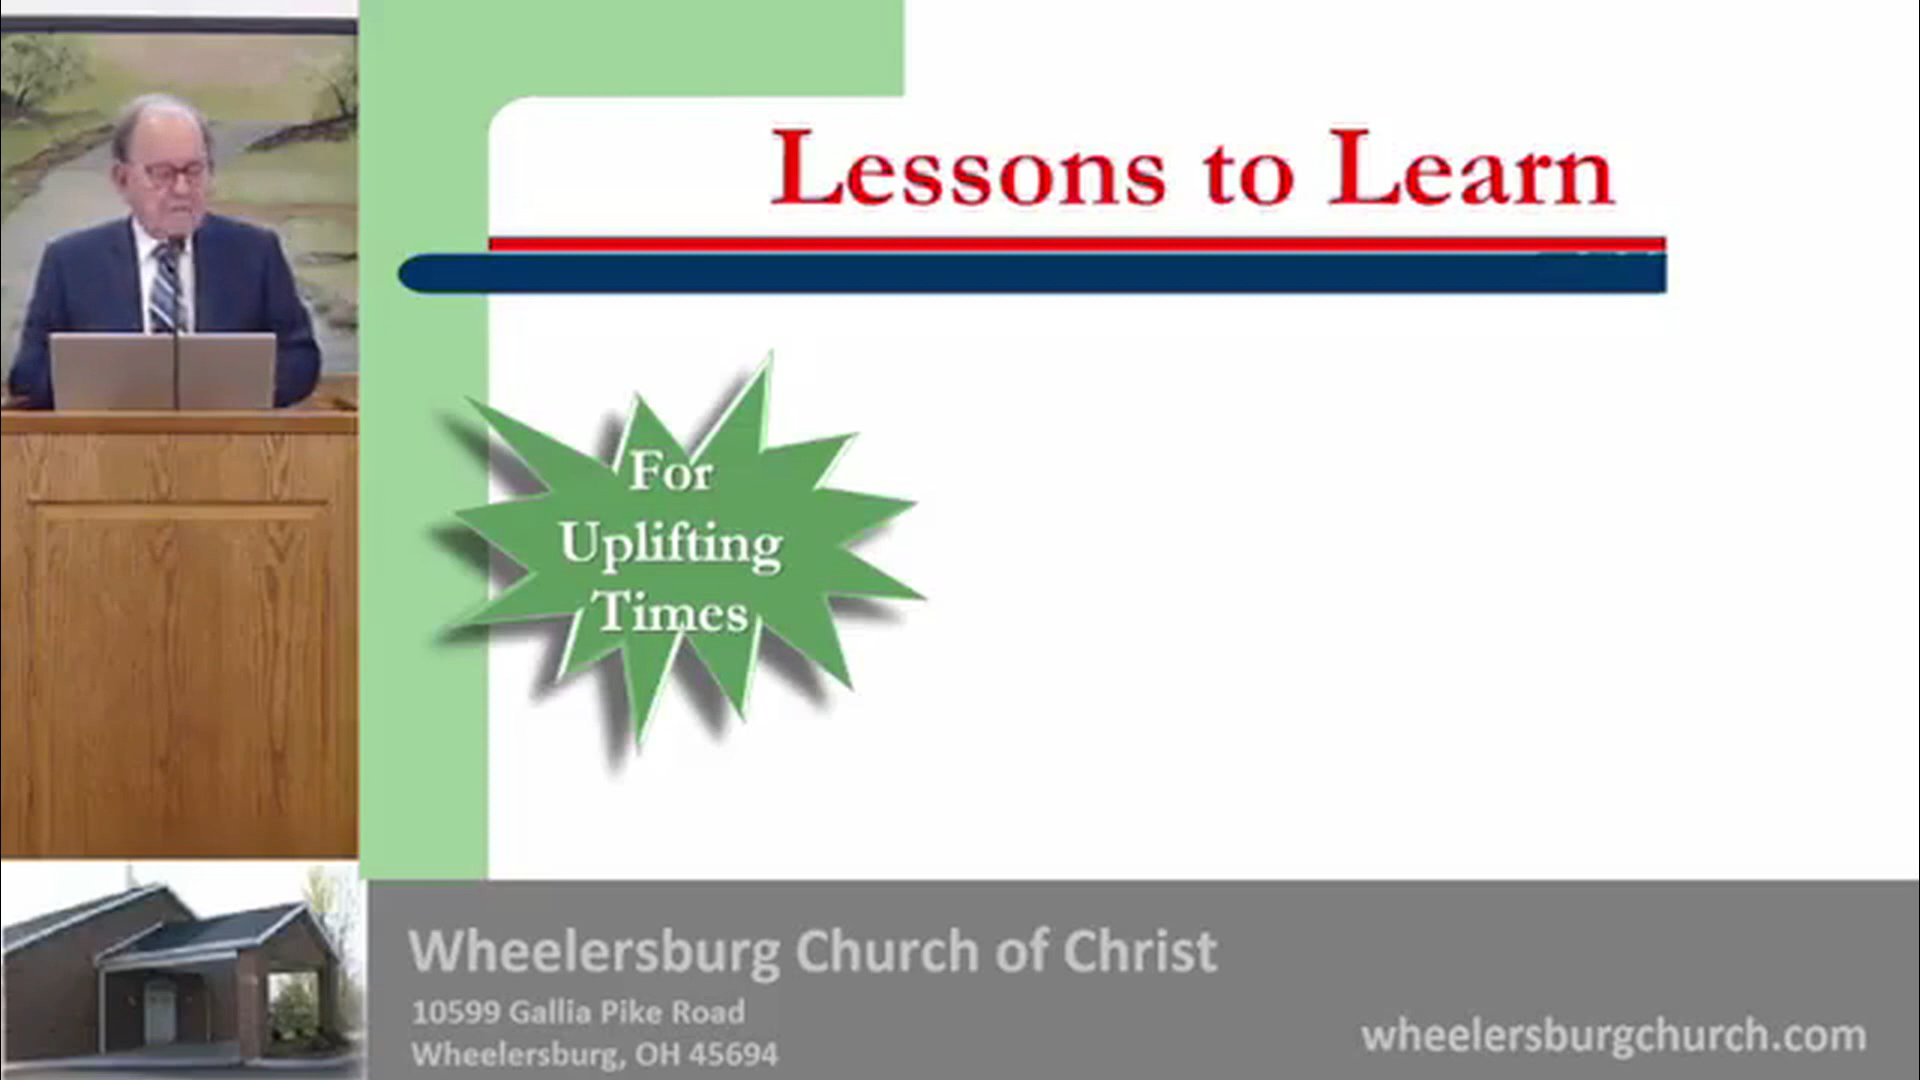 Lessons to Learn
For
Uplifting
Times
Wheelersburg Church of Christ
10599 Gallia Pike Road
Wheelersburg, OH 45694
wheelersburgchurch.com